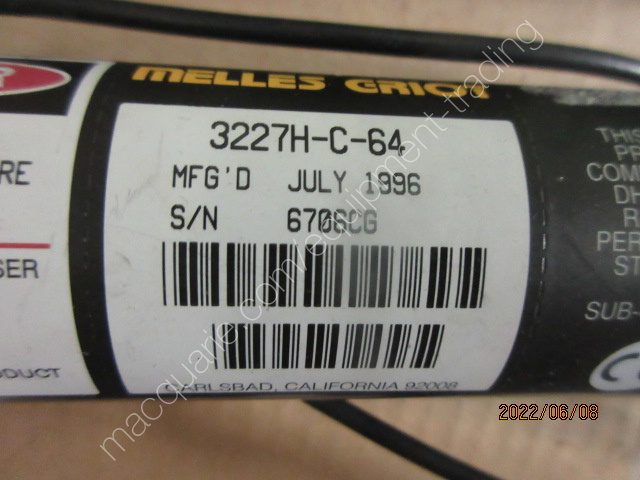 MELLES GRIOT
3227H-C-64
MFG'D JULY 1996
S/N 6706CG
CARLSBAD, CALIFORNIA 92008
RE
SER
ODUCT
THIS
PR
COM
DH
R
PER
ST
SUB-
macquarie.com/equipment-trading
2022/06/08